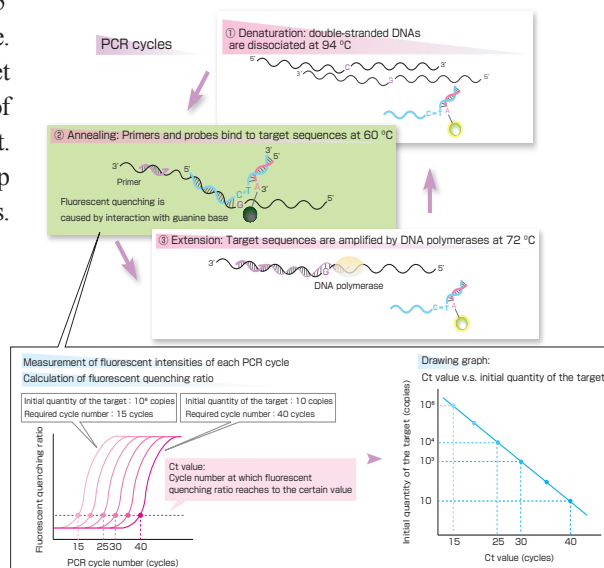 e.
et
of
t.
p
s.
PCR cycles
① Denaturation: double-stranded DNAs
are dissociated at 94 ℃
5′
3′
C
3′
G
5′
C T A
② Annealing: Primers and probes bind to target sequences at 60 ℃
3′
5′
3′
5′
Primer
C T A
G
3′
5′
Fluorescent quenching is
caused by interaction with guanine base
③ Extension: Target sequences are amplified by DNA polymerases at 72 ℃
3′
G
5′
DNA polymerase
C T A
Measurement of fluorescent intensities of each PCR cycle
Calculation of fluorescent quenching ratio
Initial quantity of the target : 10⁶ copies
Required cycle number : 15 cycles
Initial quantity of the target : 10 copies
Required cycle number : 40 cycles
Fluorescent quenching ratio
Ct value:
Cycle number at which fluorescent
quenching ratio reaches to the certain value
15 25 30 40
PCR cycle number (cycles)
Drawing graph:
Ct value v.s. initial quantity of the target
Initial quantity of the target (copies)
10⁶
10⁴
10³
10
15 25 30 40
Ct value (cycles)